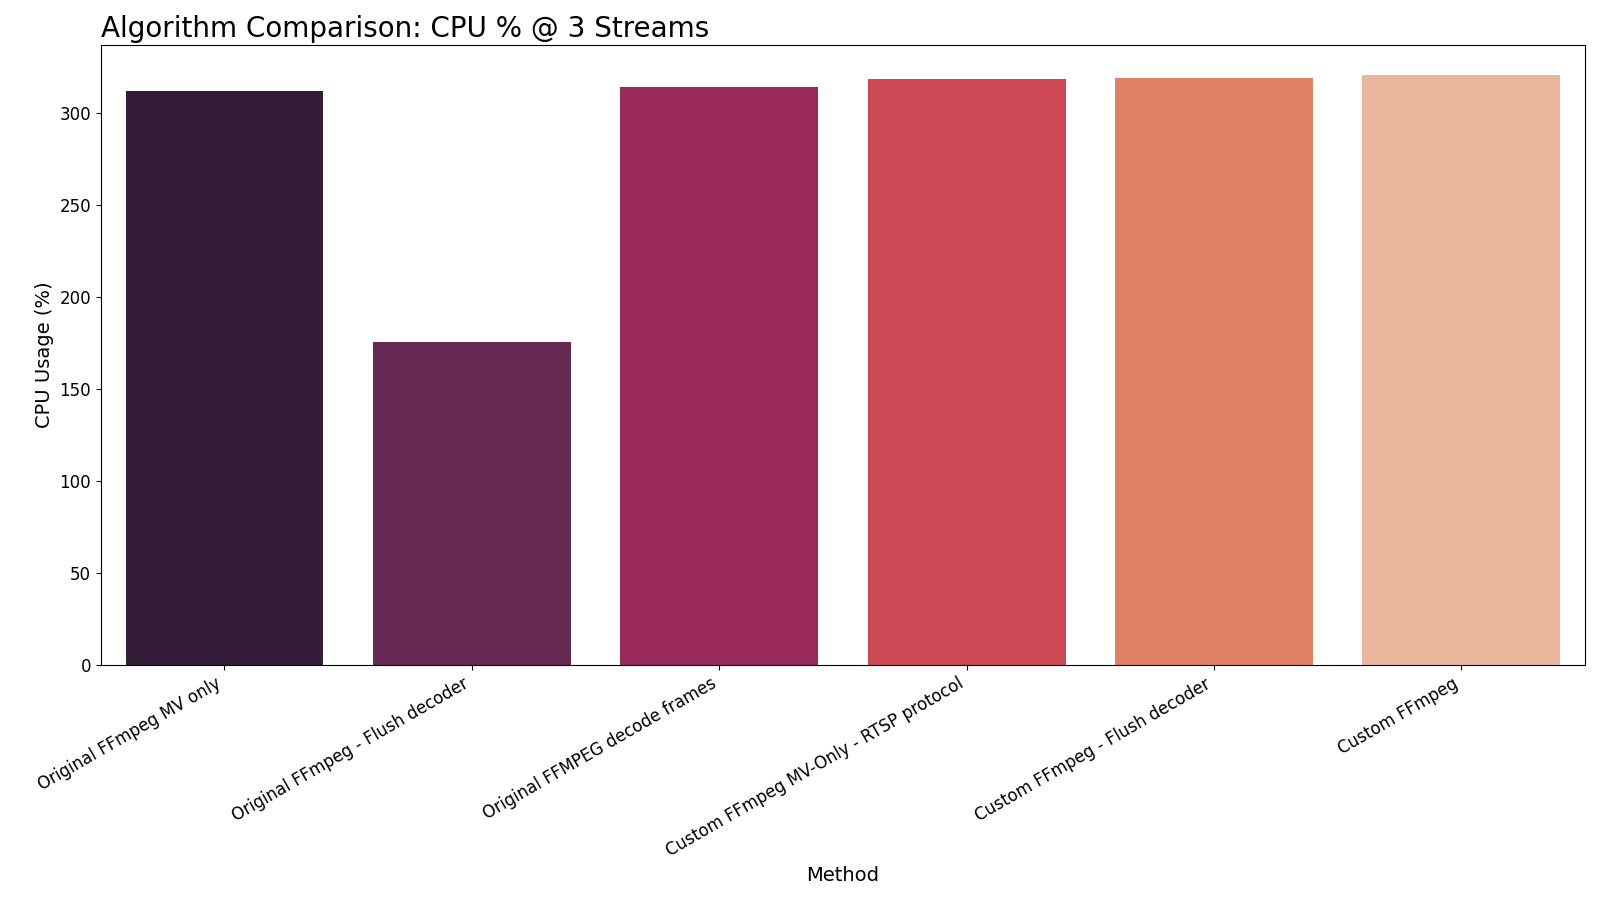 Algorithm Comparison: CPU % @ 3 Streams
CPU Usage (%)
300
250
200
150
100
50
0
Original FFmpeg MV only
Original FFmpeg - Flush decoder
Original FFMPEG decode frames
Custom FFmpeg MV-Only - RTSP protocol
Custom FFmpeg - Flush decoder
Custom FFmpeg
Method